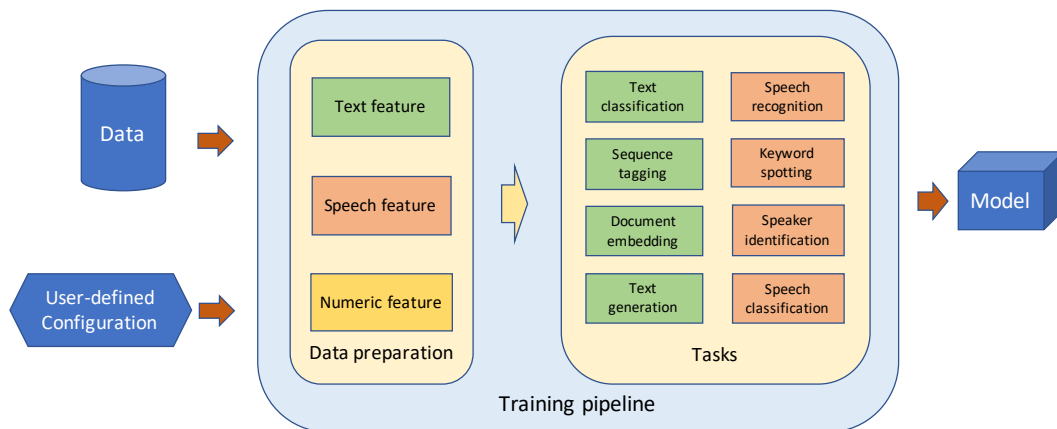 Data
User-defined
Configuration
Text feature
Speech feature
Numeric feature
Data preparation
Text
classification
Speech
recognition
Sequence
tagging
Keyword
spotting
Document
embedding
Speaker
identification
Text
generation
Speech
classification
Tasks
Training pipeline
Model